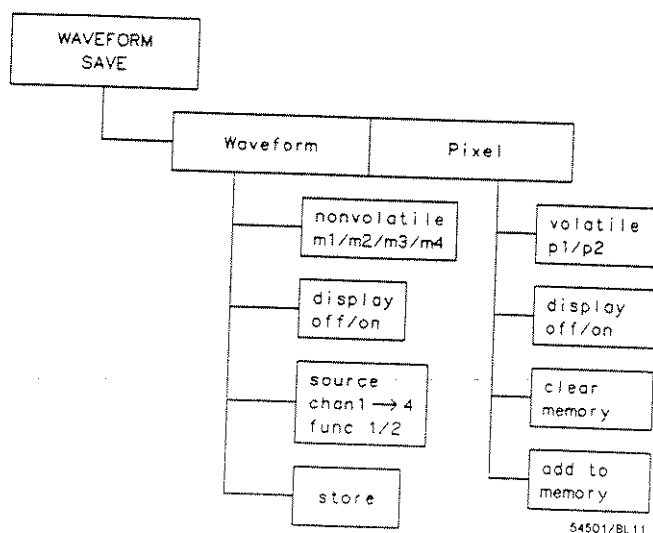 WAVEFORM
SAVE
Waveform
Pixel
nonvolatile
m1/m2/m3/m4
display
off/on
source
chan1 → 4
func 1/2
store
volatile
p1/p2
display
off/on
clear
memory
add to
memory
54501/BL11